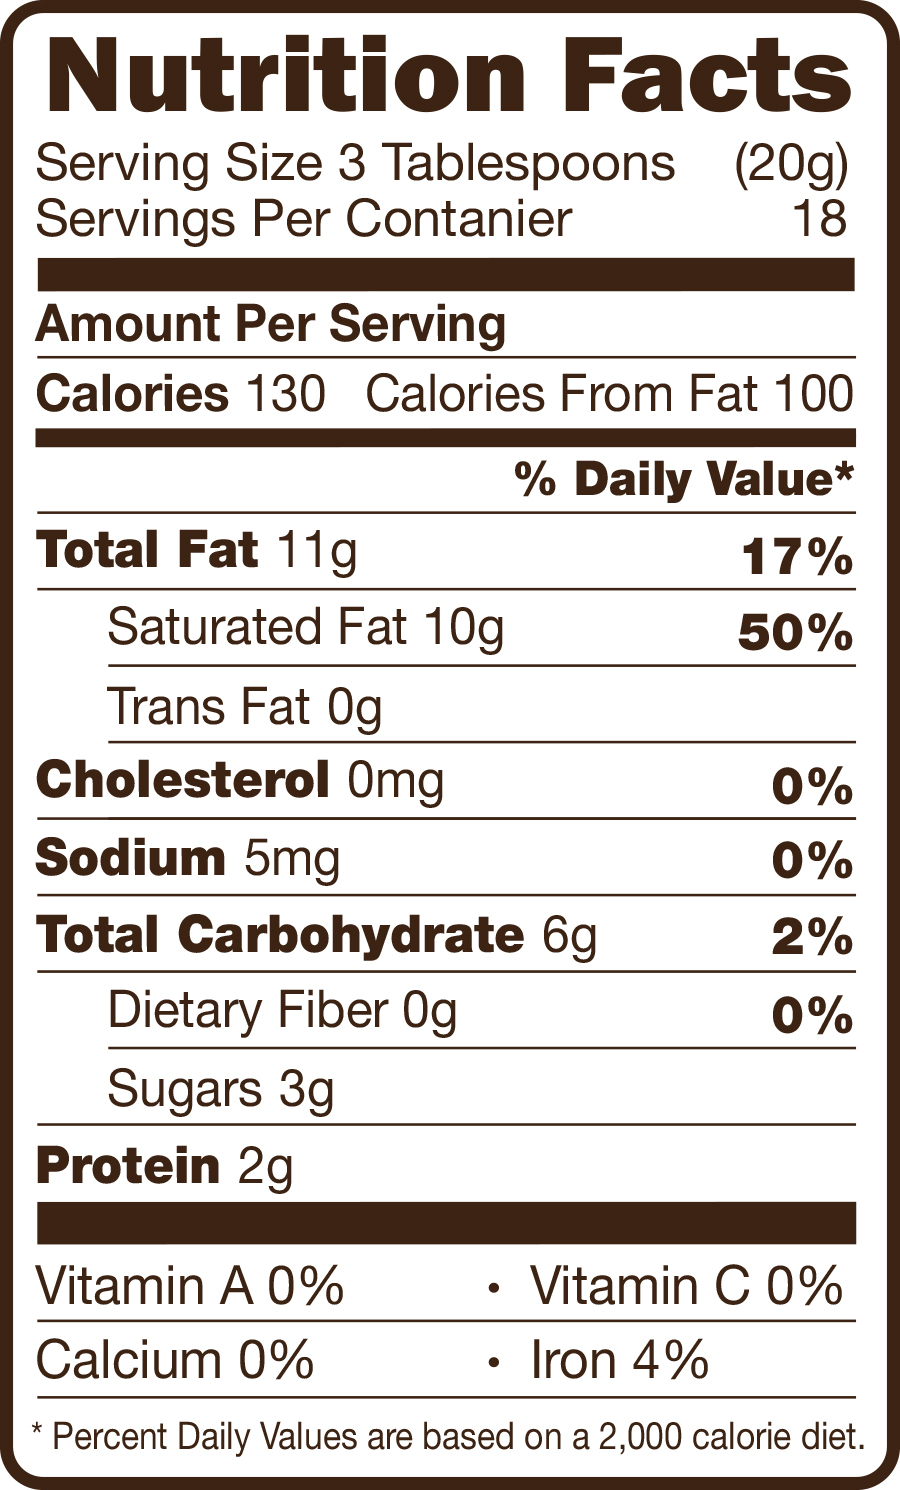 Nutrition Facts
Serving Size 3 Tablespoons (20g)
Servings Per Contanier 18
Amount Per Serving
Calories 130 Calories From Fat 100
% Daily Value*
Total Fat 11g 17%
Saturated Fat 10g 50%
Trans Fat 0g
Cholesterol 0mg 0%
Sodium 5mg 0%
Total Carbohydrate 6g 2%
Dietary Fiber 0g 0%
Sugars 3g
Protein 2g
Vitamin A 0% • Vitamin C 0%
Calcium 0% • Iron 4%
* Percent Daily Values are based on a 2,000 calorie diet.